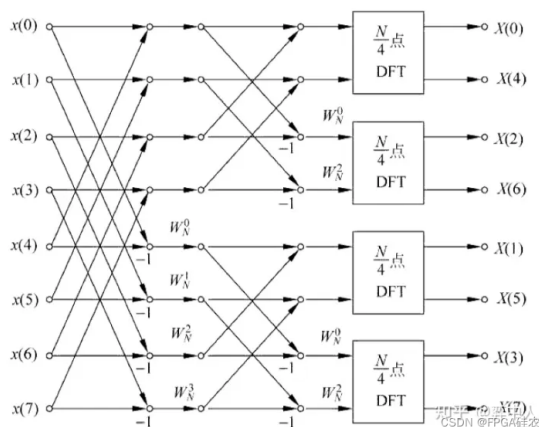 x(0) N/4点 DFT X(0)
x(1) X(4)
x(2) W_N^0 -1 N/4点 DFT X(2)
x(3) W_N^2 -1 X(6)
x(4) -1 W_N^0 N/4点 DFT X(1)
x(5) -1 W_N^1 X(5)
x(6) -1 W_N^2 W_N^0 -1 N/4点 DFT X(3)
x(7) -1 W_N^3 W_N^2 -1 X(7)
知乎
CSDN @FPGA硅农